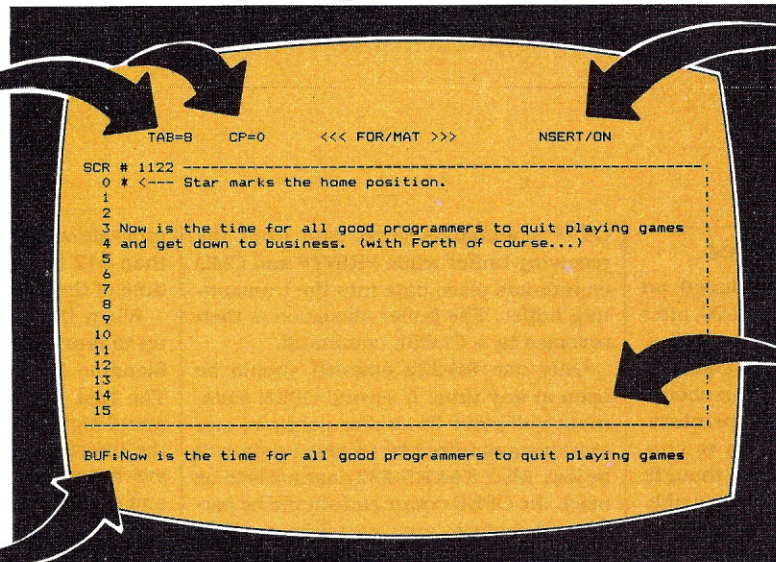 TAB=8 CP=0 <<< FOR/MAT >>> NSERT/ON
SCR # 1122 ----------------------------------------------------------------
0 * <--- Star marks the home position.
1
2
3 Now is the time for all good programmers to quit playing games
4 and get down to business. (with Forth of course...)
5
6
7
8
9
10
11
12
13
14
15
BUF:Now is the time for all good programmers to quit playing games